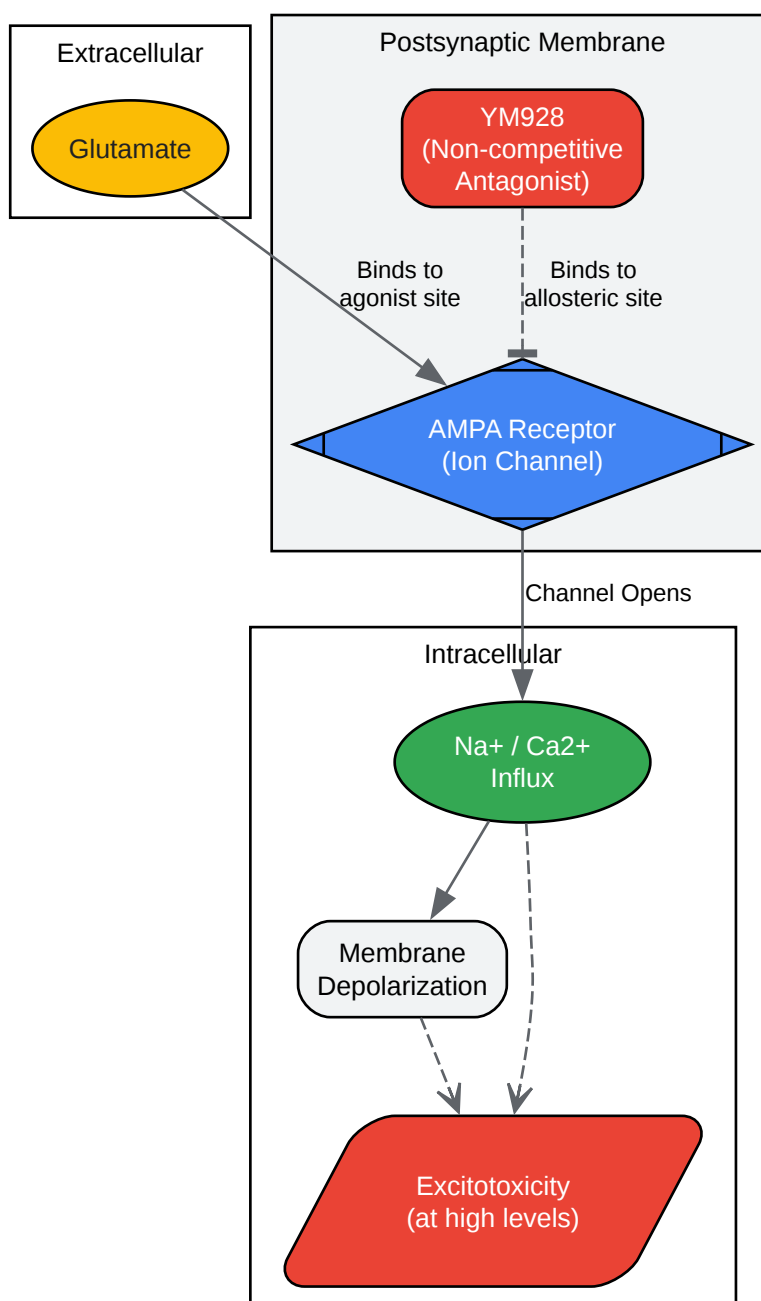 Extracellular
Glutamate
Postsynaptic Membrane
YM928
(Non-competitive
Antagonist)
Binds to
agonist site
Binds to
allosteric site
AMPA Receptor
(Ion Channel)
Channel Opens
Intracellular
Na+ / Ca2+
Influx
Membrane
Depolarization
Excitotoxicity
(at high levels)